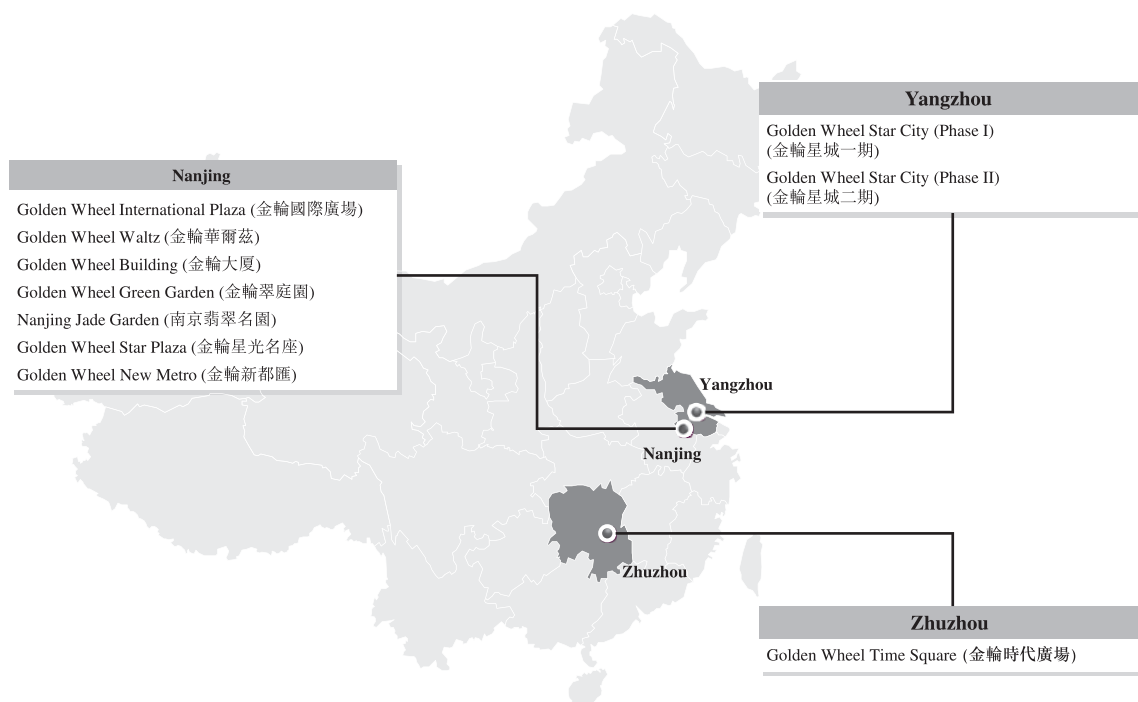 Nanjing
Golden Wheel International Plaza (金輪國際廣場)
Golden Wheel Waltz (金輪華爾茲)
Golden Wheel Building (金輪大厦)
Golden Wheel Green Garden (金輪翠庭園)
Nanjing Jade Garden (南京翡翠名園)
Golden Wheel Star Plaza (金輪星光名座)
Golden Wheel New Metro (金輪新都匯)
Yangzhou
Golden Wheel Star City (Phase I)
(金輪星城一期)
Golden Wheel Star City (Phase II)
(金輪星城二期)
Yangzhou
Nanjing
Zhuzhou
Zhuzhou
Golden Wheel Time Square (金輪時代廣場)